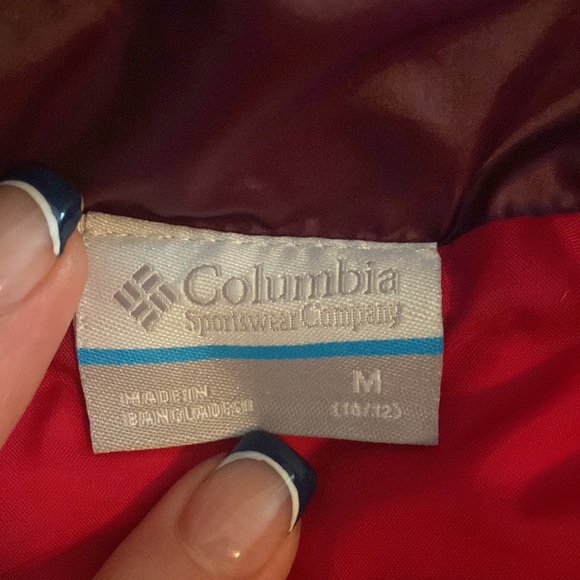 Columbia
Sportswear Company
MADE IN
BANGLADESH
M
(10/12)